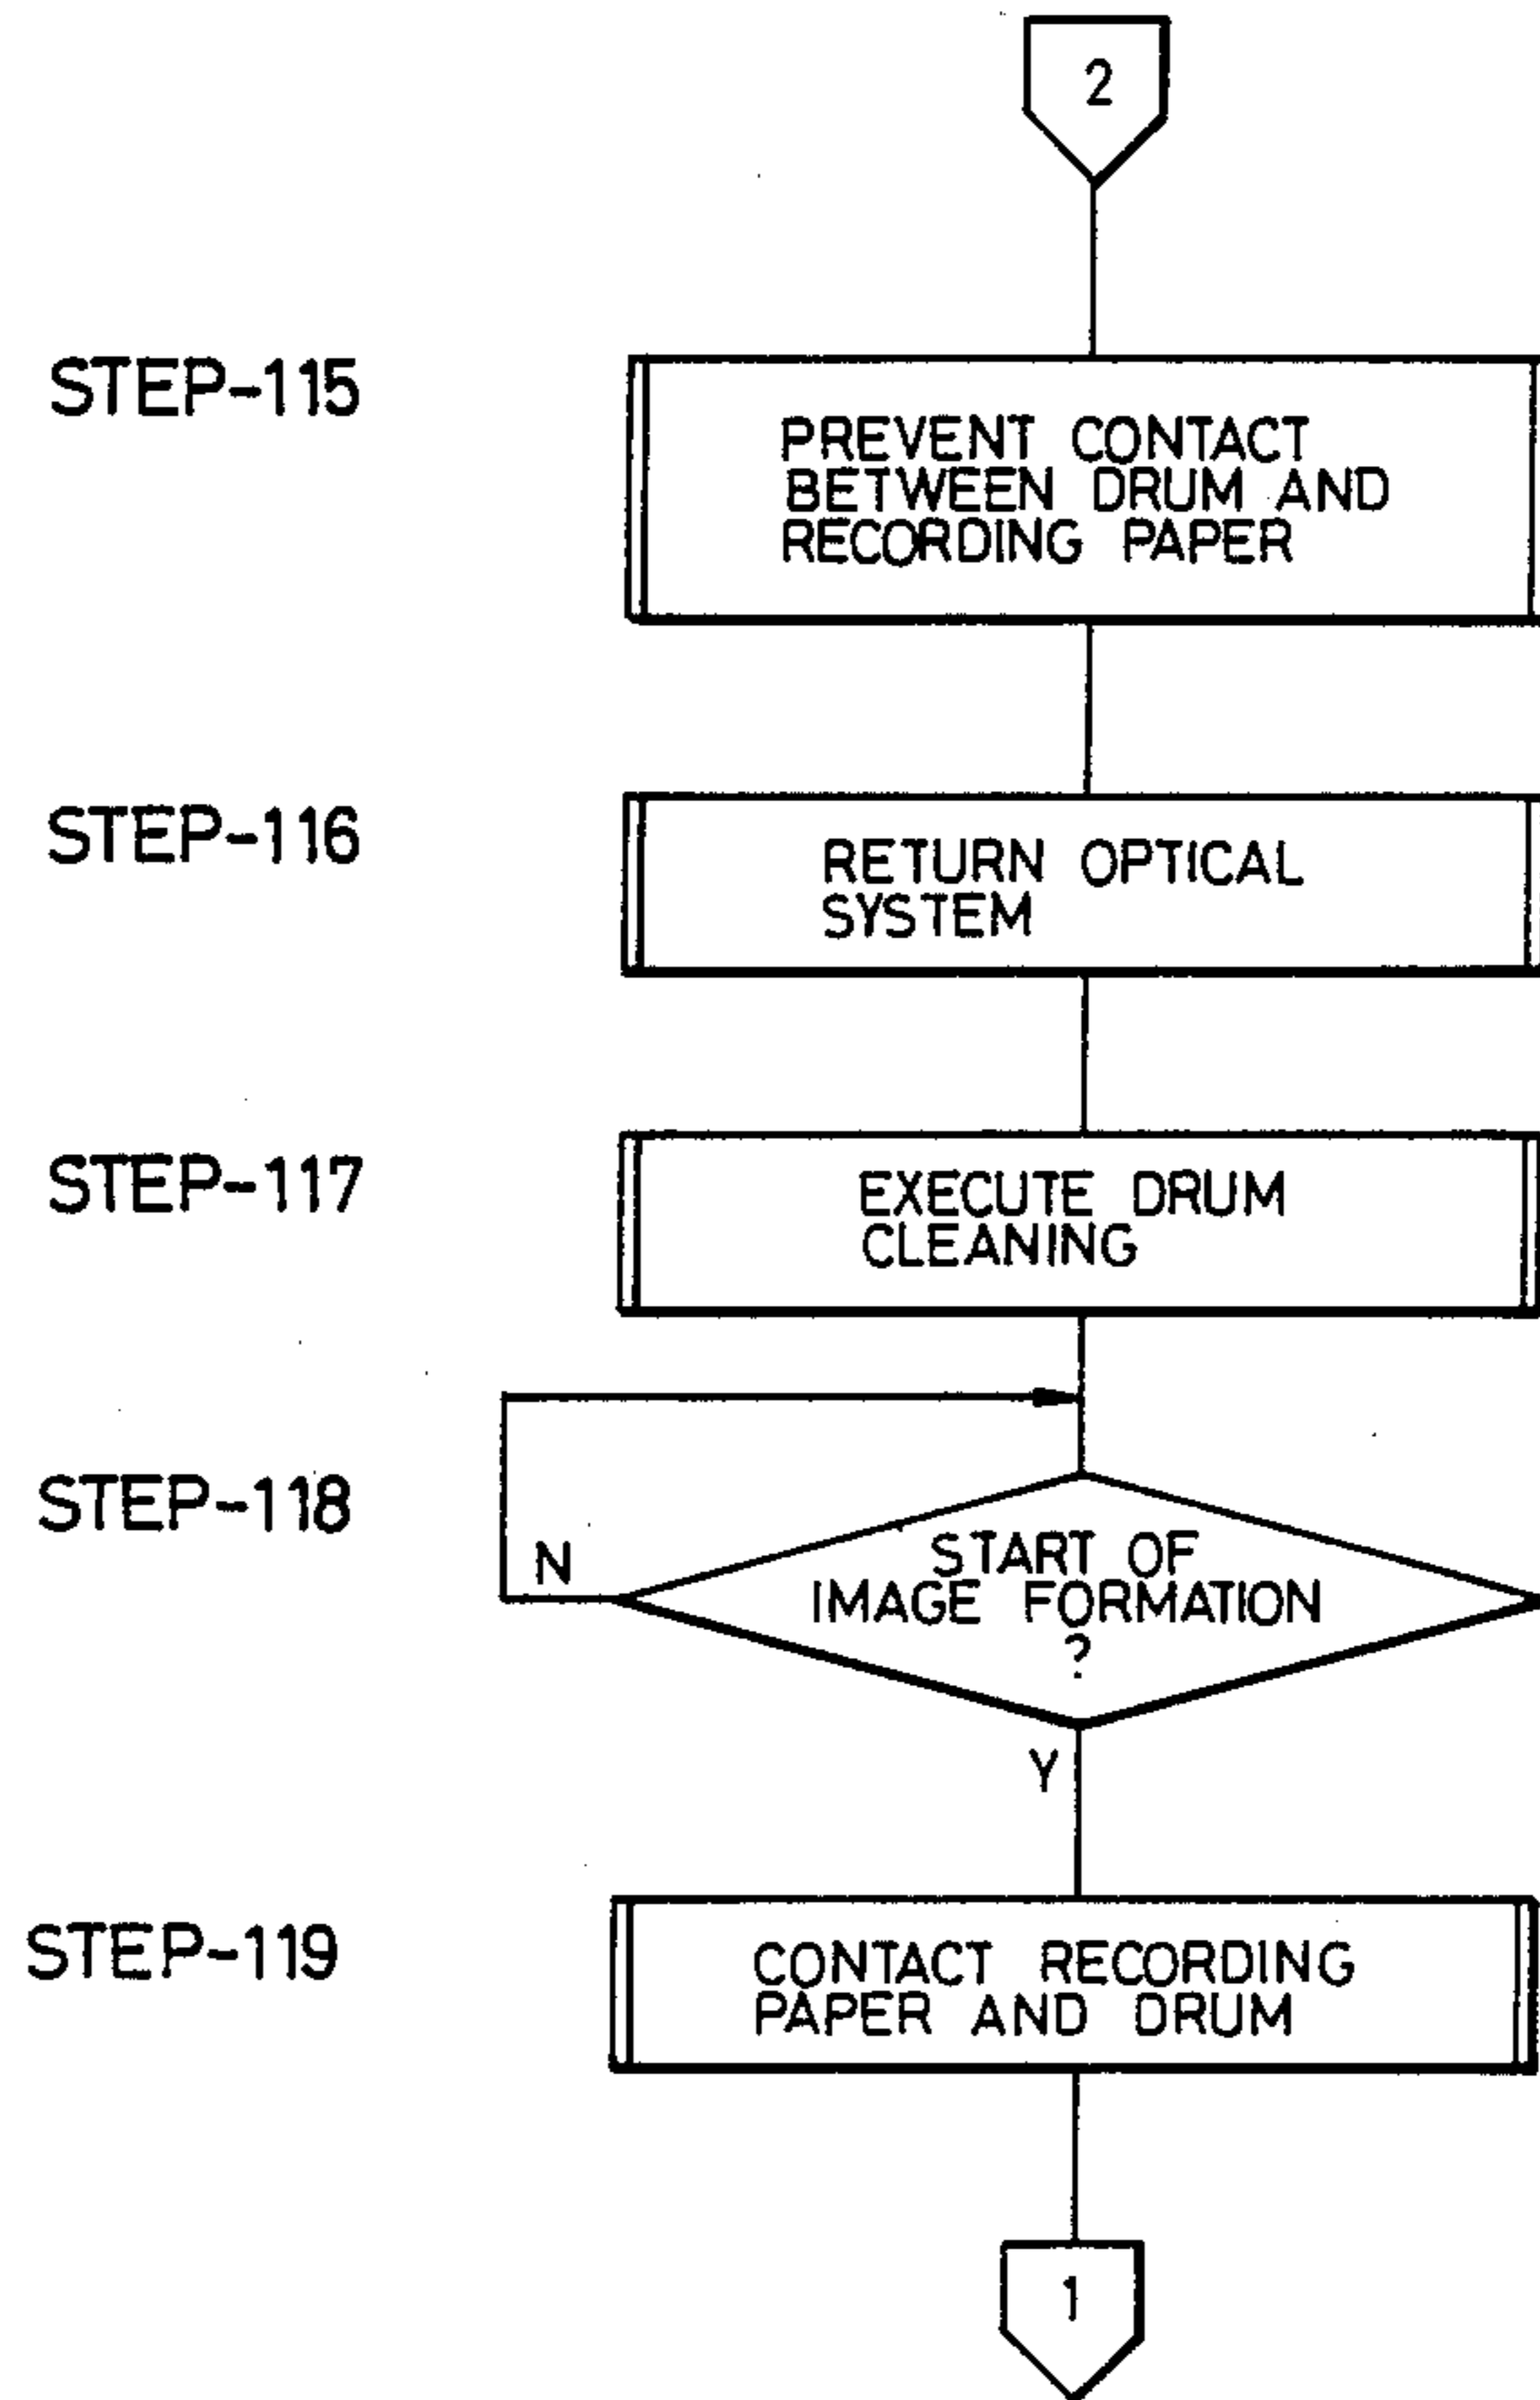 2
STEP-115
PREVENT CONTACT
BETWEEN DRUM AND
RECORDING PAPER
STEP-116
RETURN OPTICAL
SYSTEM
STEP-117
EXECUTE DRUM
CLEANING
STEP-118
N
START OF
IMAGE FORMATION
?
Y
STEP-119
CONTACT RECORDING
PAPER AND DRUM
1